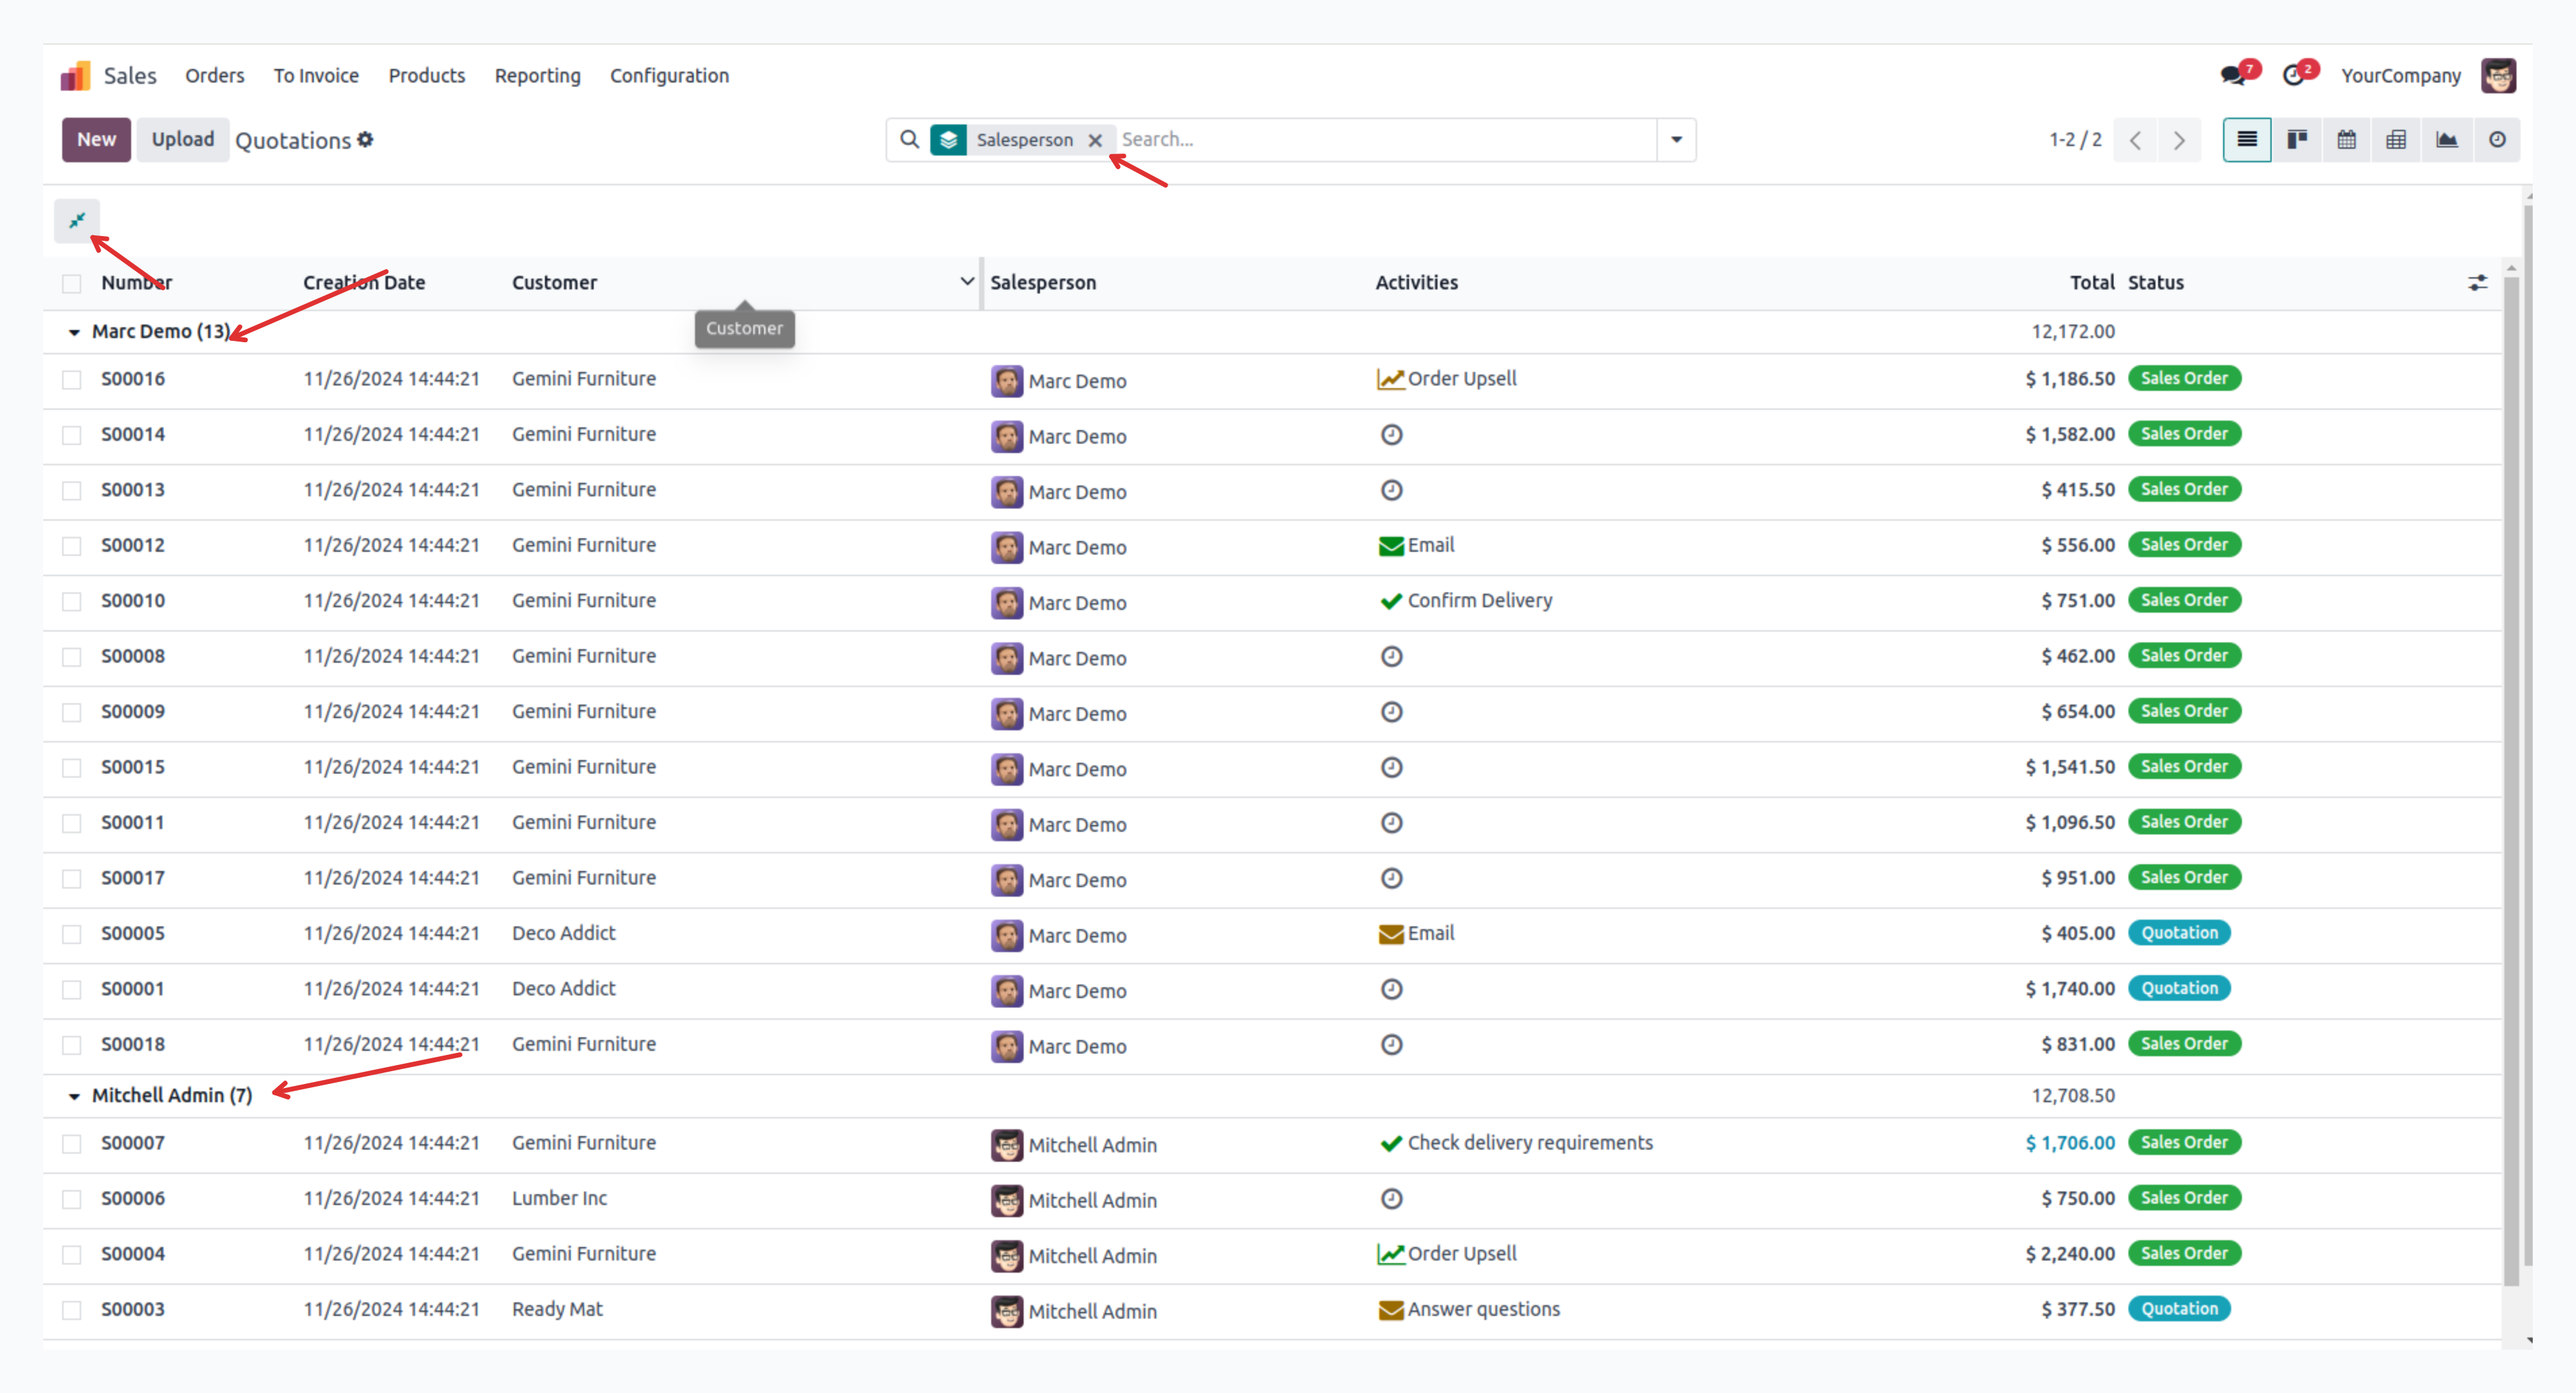 Sales Orders To Invoice Products Reporting Configuration 7 2 YourCompany
New Upload Quotations Salesperson Search... 1-2 / 2
Number Creation Date Customer Salesperson Activities Total Status
Marc Demo (13) Customer 12,172.00
S00016 11/26/2024 14:44:21 Gemini Furniture Marc Demo Order Upsell $ 1,186.50 Sales Order
S00014 11/26/2024 14:44:21 Gemini Furniture Marc Demo $ 1,582.00 Sales Order
S00013 11/26/2024 14:44:21 Gemini Furniture Marc Demo $ 415.50 Sales Order
S00012 11/26/2024 14:44:21 Gemini Furniture Marc Demo Email $ 556.00 Sales Order
S00010 11/26/2024 14:44:21 Gemini Furniture Marc Demo Confirm Delivery $ 751.00 Sales Order
S00008 11/26/2024 14:44:21 Gemini Furniture Marc Demo $ 462.00 Sales Order
S00009 11/26/2024 14:44:21 Gemini Furniture Marc Demo $ 654.00 Sales Order
S00015 11/26/2024 14:44:21 Gemini Furniture Marc Demo $ 1,541.50 Sales Order
S00011 11/26/2024 14:44:21 Gemini Furniture Marc Demo $ 1,096.50 Sales Order
S00017 11/26/2024 14:44:21 Gemini Furniture Marc Demo $ 951.00 Sales Order
S00005 11/26/2024 14:44:21 Deco Addict Marc Demo Email $ 405.00 Quotation
S00001 11/26/2024 14:44:21 Deco Addict Marc Demo $ 1,740.00 Quotation
S00018 11/26/2024 14:44:21 Gemini Furniture Marc Demo $ 831.00 Sales Order
Mitchell Admin (7) 12,708.50
S00007 11/26/2024 14:44:21 Gemini Furniture Mitchell Admin Check delivery requirements $ 1,706.00 Sales Order
S00006 11/26/2024 14:44:21 Lumber Inc Mitchell Admin $ 750.00 Sales Order
S00004 11/26/2024 14:44:21 Gemini Furniture Mitchell Admin Order Upsell $ 2,240.00 Sales Order
S00003 11/26/2024 14:44:21 Ready Mat Mitchell Admin Answer questions $ 377.50 Quotation